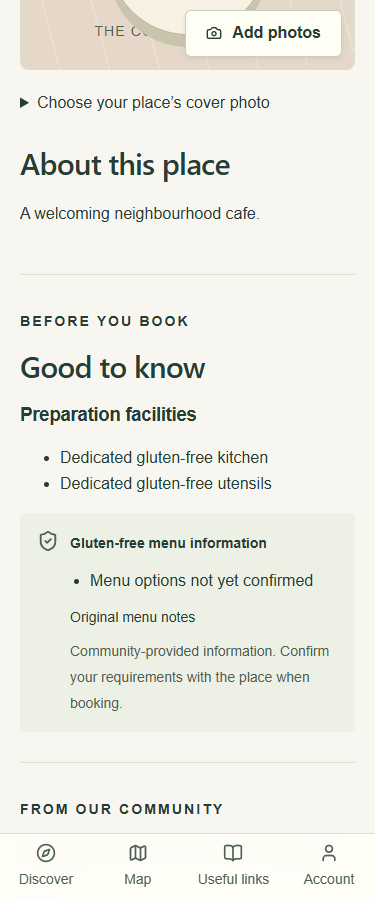 THE
Add photos
Choose your place's cover photo
About this place
A welcoming neighbourhood cafe.
BEFORE YOU BOOK
Good to know
Preparation facilities
Dedicated gluten-free kitchen
Dedicated gluten-free utensils
Gluten-free menu information
Menu options not yet confirmed
Original menu notes
Community-provided information. Confirm
your requirements with the place when
booking.
FROM OUR COMMUNITY
Discover
Map
Useful links
Account